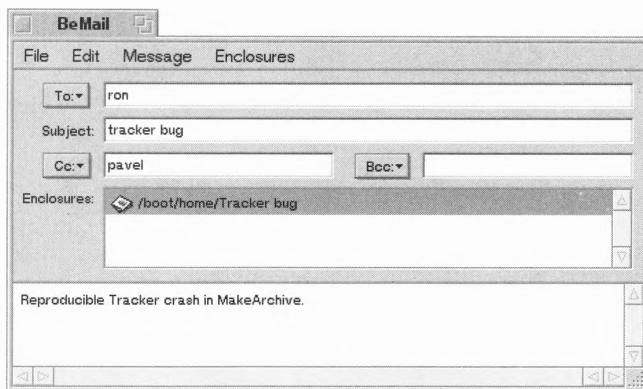 BeMail
File Edit Message Enclosures
To: ron
Subject: tracker bug
Cc: pavel Bcc:
Enclosures: /boot/home/Tracker bug
Reproducible Tracker crash in MakeArchive.